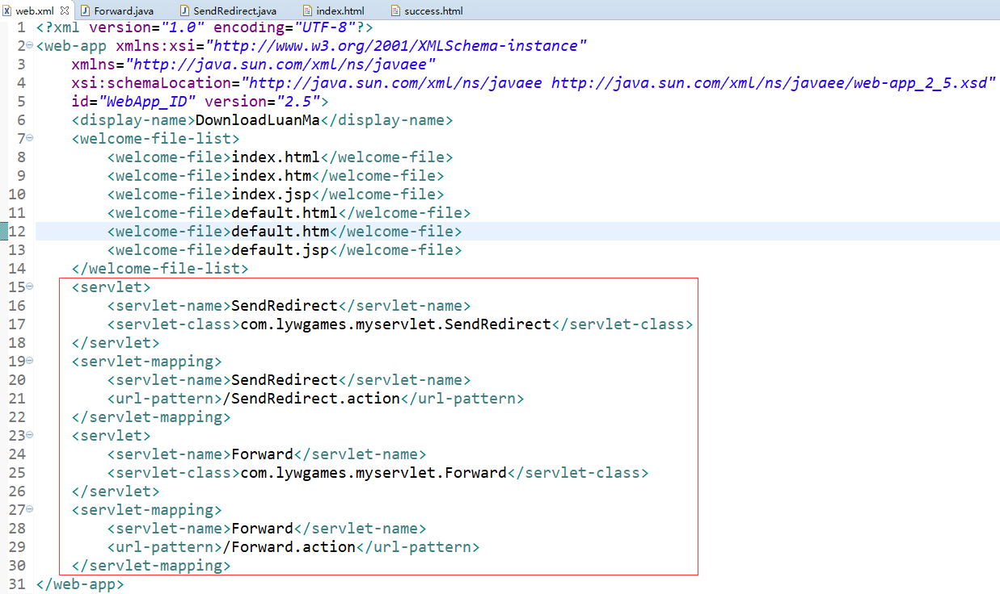 web.xml Forward.java SendRedirect.java index.html success.html
1 <?xml version="1.0" encoding="UTF-8"?>
2 <web-app xmlns:xsi="http://www.w3.org/2001/XMLSchema-instance"
3     xmlns="http://java.sun.com/xml/ns/javaee"
4     xsi:schemaLocation="http://java.sun.com/xml/ns/javaee http://java.sun.com/xml/ns/javaee/web-app_2_5.xsd"
5     id="WebApp_ID" version="2.5">
6     <display-name>DownloadLuanMa</display-name>
7     <welcome-file-list>
8         <welcome-file>index.html</welcome-file>
9         <welcome-file>index.htm</welcome-file>
10         <welcome-file>index.jsp</welcome-file>
11         <welcome-file>default.html</welcome-file>
12         <welcome-file>default.htm</welcome-file>
13         <welcome-file>default.jsp</welcome-file>
14     </welcome-file-list>
15     <servlet>
16         <servlet-name>SendRedirect</servlet-name>
17         <servlet-class>com.lywgames.myservlet.SendRedirect</servlet-class>
18     </servlet>
19     <servlet-mapping>
20         <servlet-name>SendRedirect</servlet-name>
21         <url-pattern>/SendRedirect.action</url-pattern>
22     </servlet-mapping>
23     <servlet>
24         <servlet-name>Forward</servlet-name>
25         <servlet-class>com.lywgames.myservlet.Forward</servlet-class>
26     </servlet>
27     <servlet-mapping>
28         <servlet-name>Forward</servlet-name>
29         <url-pattern>/Forward.action</url-pattern>
30     </servlet-mapping>
31 </web-app>